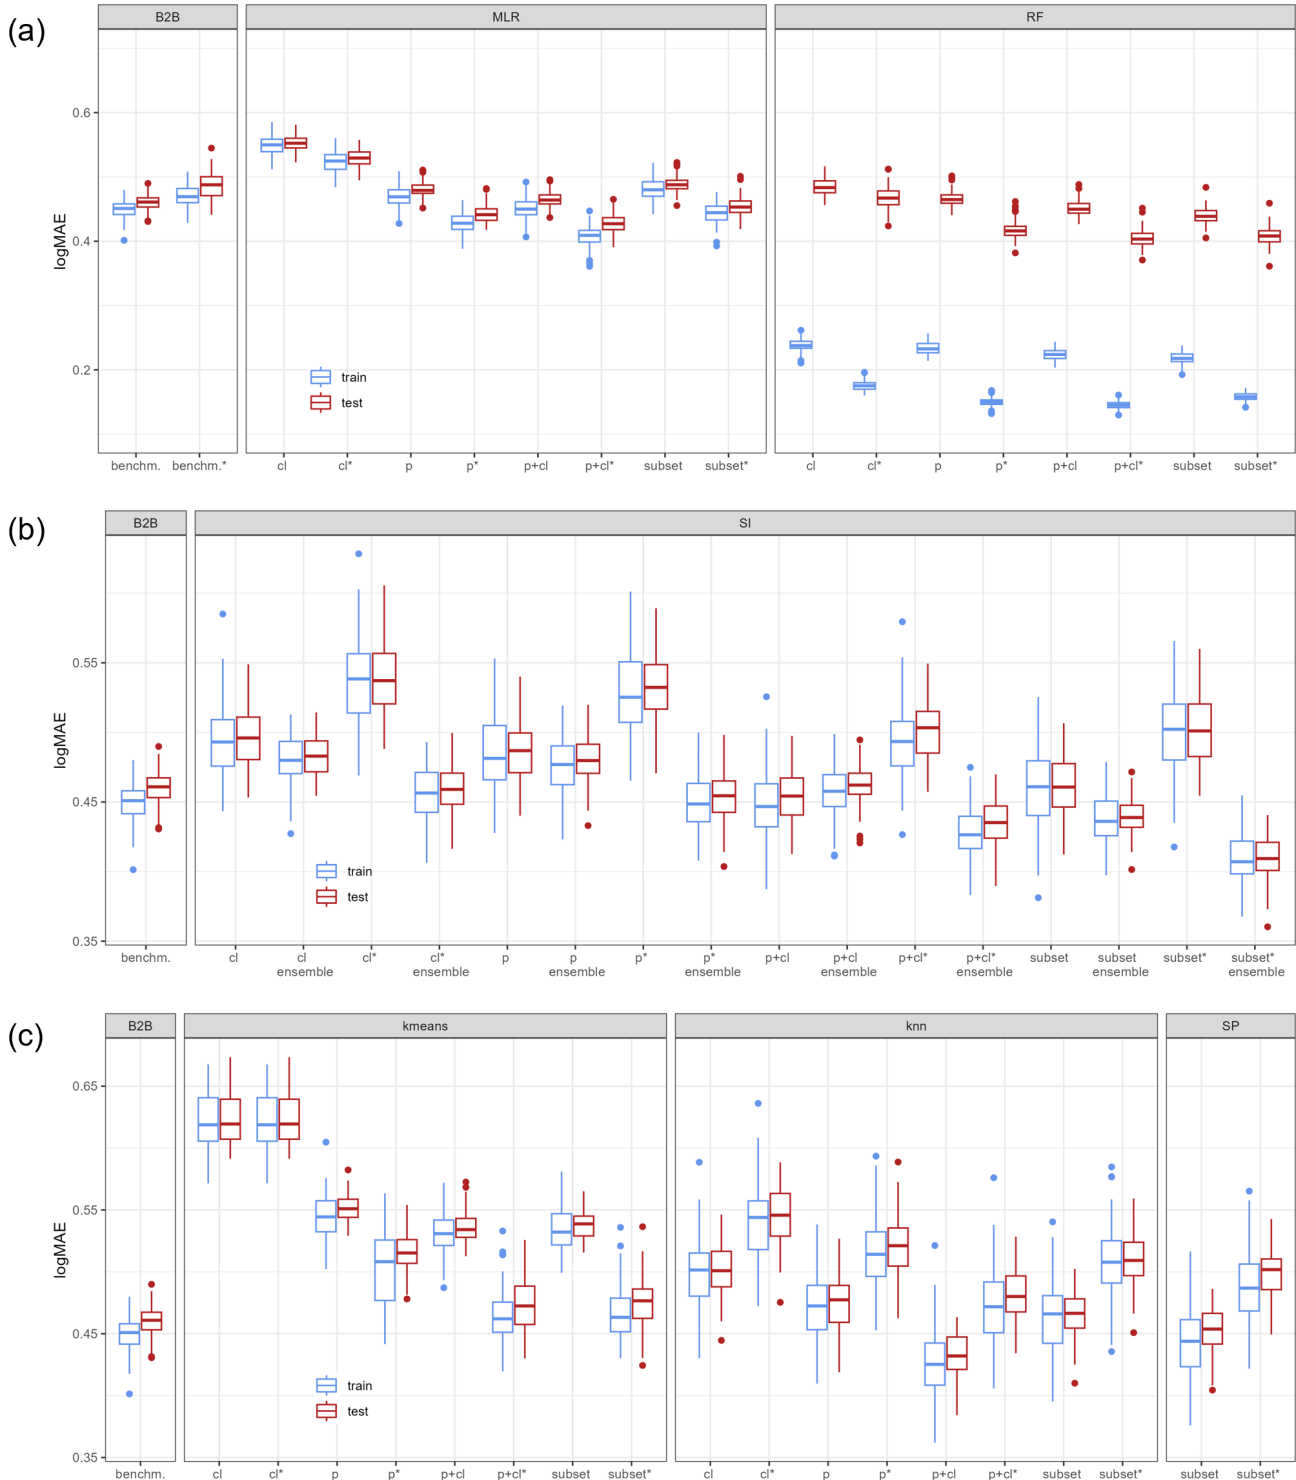 (a)
B2B MLR RF
logMAE
0.6
0.4
0.2
train
test
benchm. benchm.* cl cl* p p* p+cl p+cl* subset subset* cl cl* p p* p+cl p+cl* subset subset*
(b)
B2B SI
logMAE
0.55
0.45
0.35
train
test
benchm. cl cl cl* cl* p p p* p* p+cl p+cl p+cl* p+cl* subset subset subset* subset*
ensemble ensemble ensemble ensemble ensemble ensemble ensemble ensemble
(c)
B2B kmeans knn SP
logMAE
0.65
0.55
0.45
0.35
train
test
benchm. cl cl* p p* p+cl p+cl* subset subset* cl cl* p p* p+cl p+cl* subset subset* subset subset*